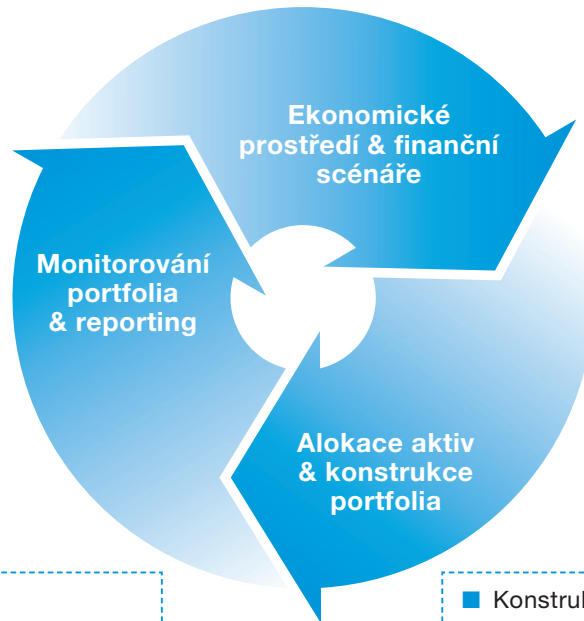 Ekonomické
prostředí & finanční
scénáře
Monitorování
portfolia
& reporting
Alokace aktiv
& konstrukce
portfolia